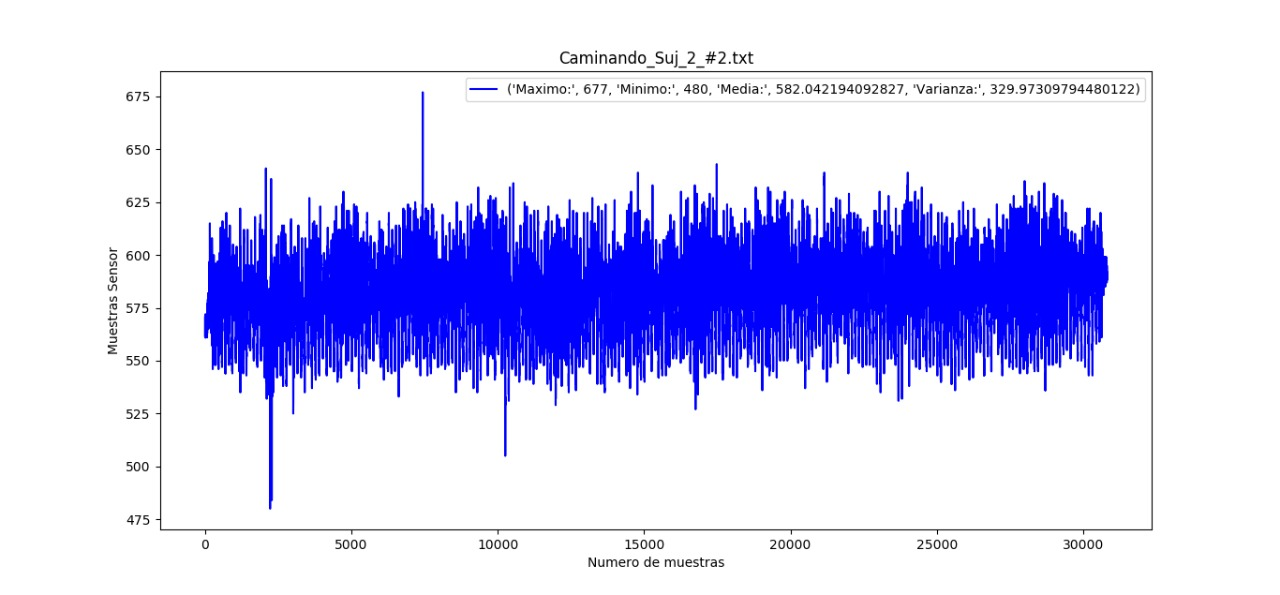 Caminando_Suj_2_#2.txt
('Maximo:', 677, 'Minimo:', 480, 'Media:', 582.042194092827, 'Varianza:', 329.97309794480122)
675
650
625
600
575
550
525
500
475
Muestras Sensor
0 5000 10000 15000 20000 25000 30000
Numero de muestras